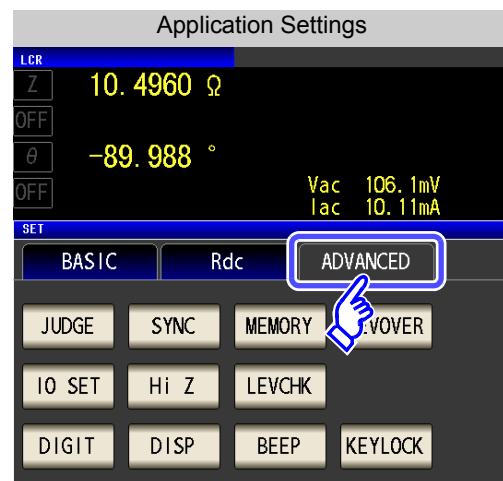 Application Settings
LCR
Z 10.4960 Ω
OFF
θ -89.988 °
OFF
Vac 106.1mV
Iac 10.11mA
SET
BASIC Rdc ADVANCED
JUDGE SYNC MEMORY VOVER
IO SET Hi Z LEVCHK
DIGIT DISP BEEP KEYLOCK